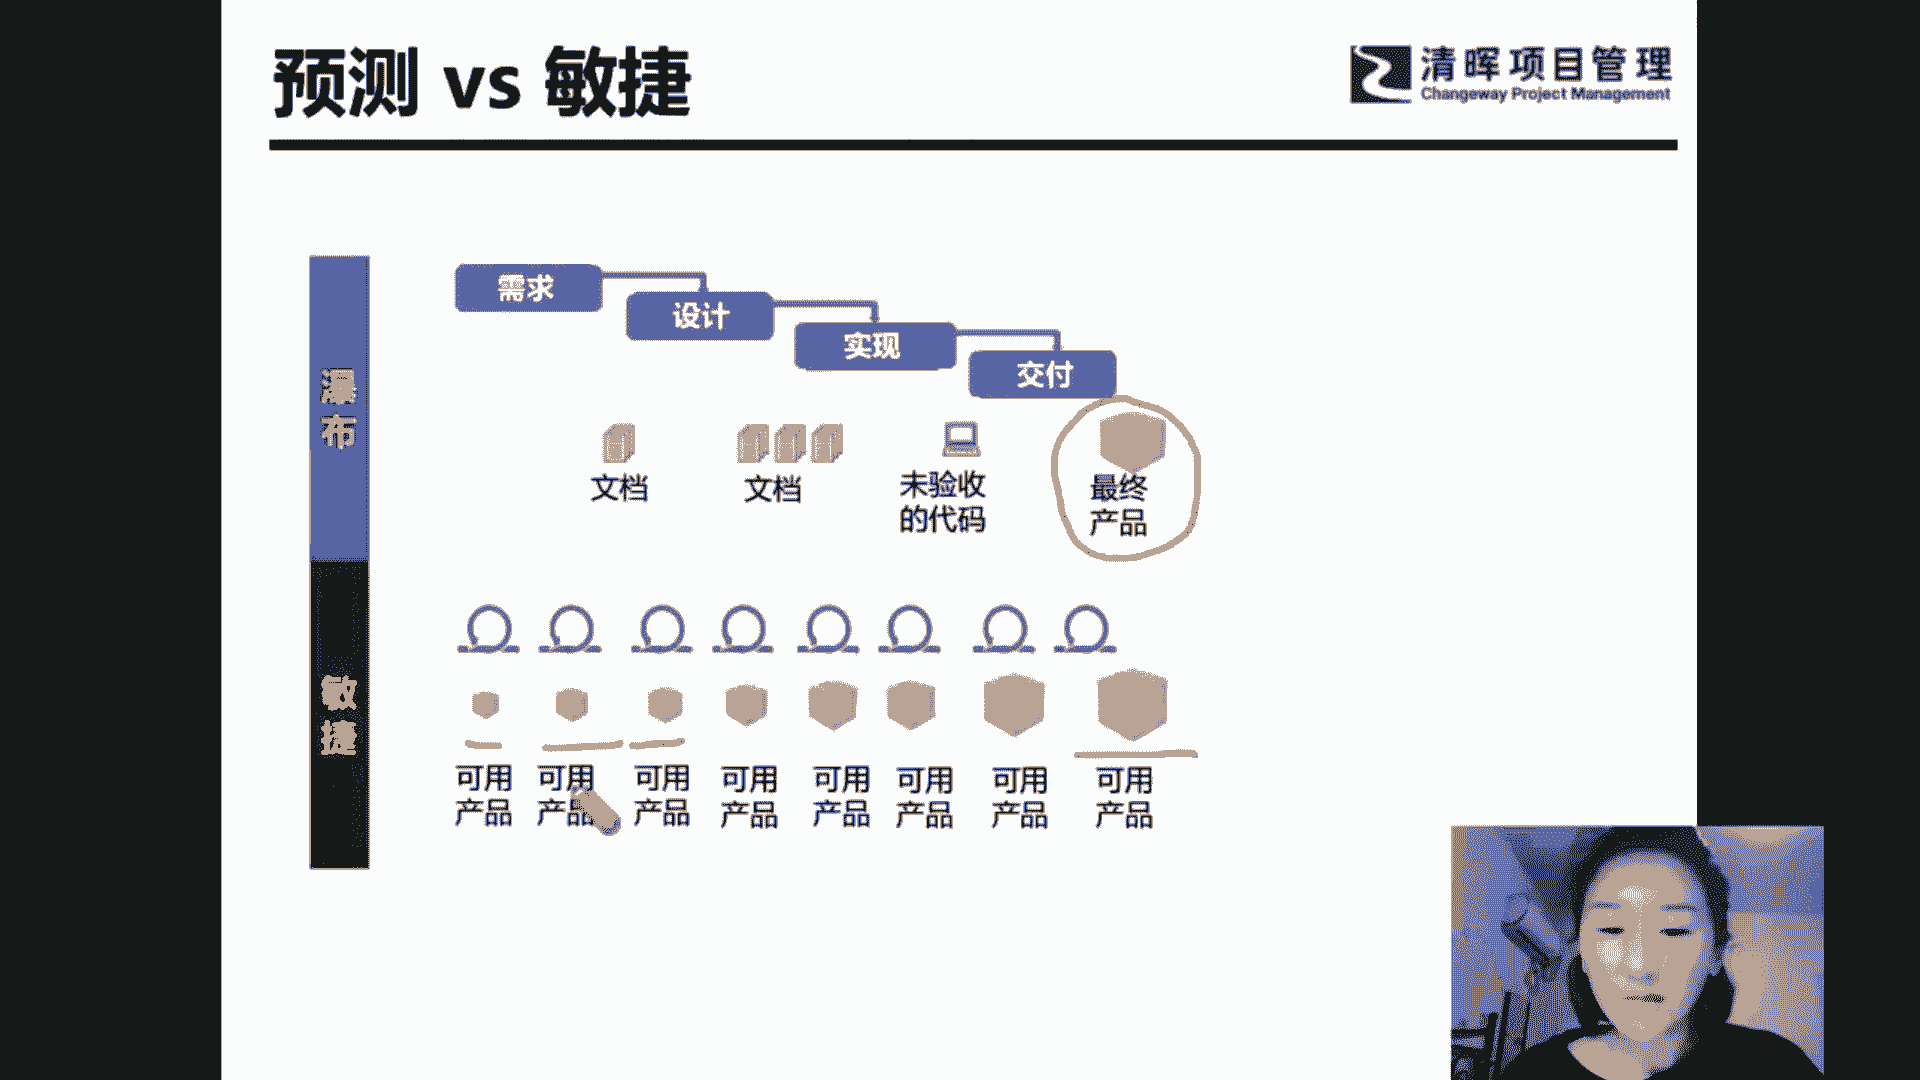 预测 vs 敏捷
清晖项目管理
Changeway Project Management
瀑布
需求
设计
实现
交付
文档
文档
未验收
的代码
最终
产品
敏捷
可用 可用 可用 可用 可用 可用 可用 可用
产品 产品 产品 产品 产品 产品 产品 产品